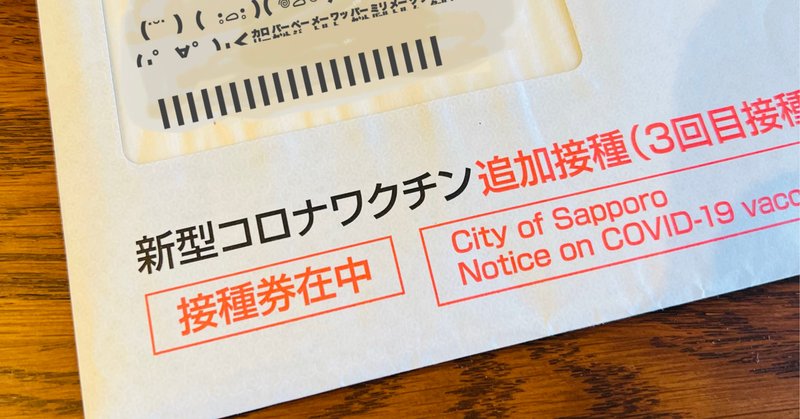 新型コロナワクチン追加接種(3回目接種
接種券在中
City of Sapporo
Notice on COVID-19